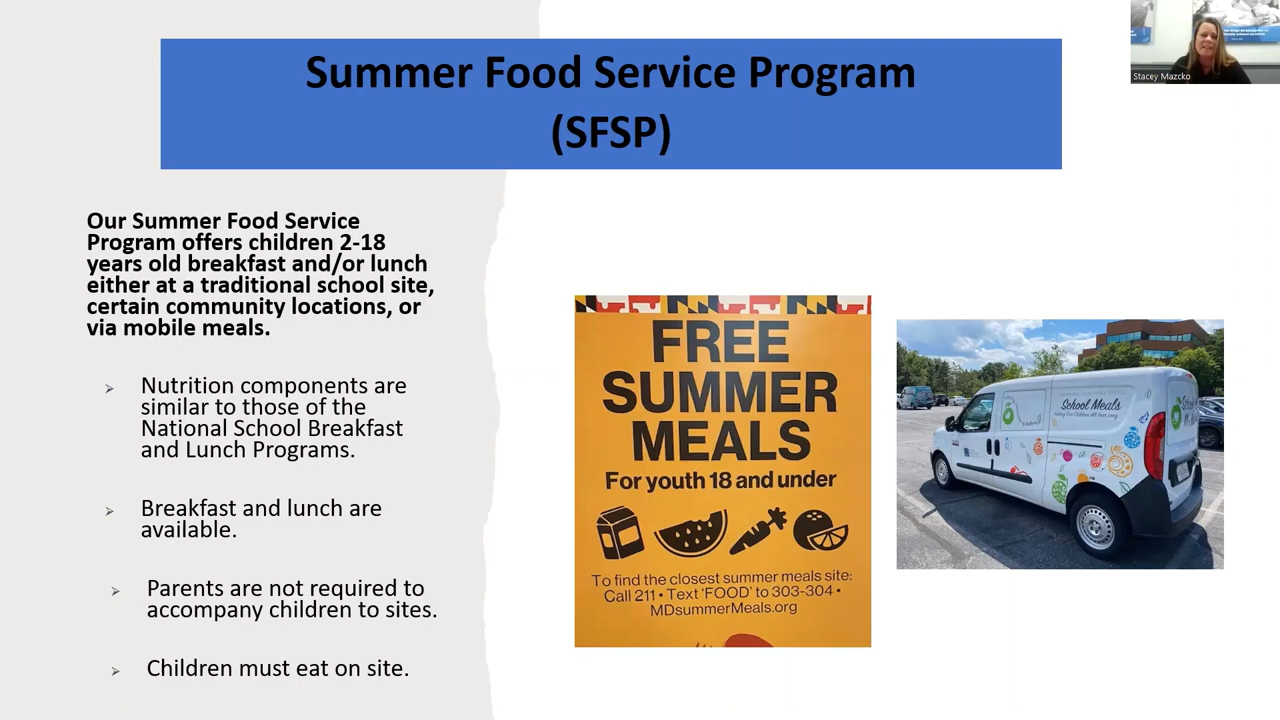 Summer Food Service Program
(SFSP)
Stacey Mazcko
Our Summer Food Service
Program offers children 2-18
years old breakfast and/or lunch
either at a traditional school site,
certain community locations, or
via mobile meals.
Nutrition components are
similar to those of the
National School Breakfast
and Lunch Programs.
Breakfast and lunch are
available.
Parents are not required to
accompany children to sites.
Children must eat on site.
FREE
SUMMER
MEALS
For youth 18 and under
To find the closest summer meals site:
Call 211 • Text 'FOOD' to 303-304 •
MDsummerMeals.org
School Meals